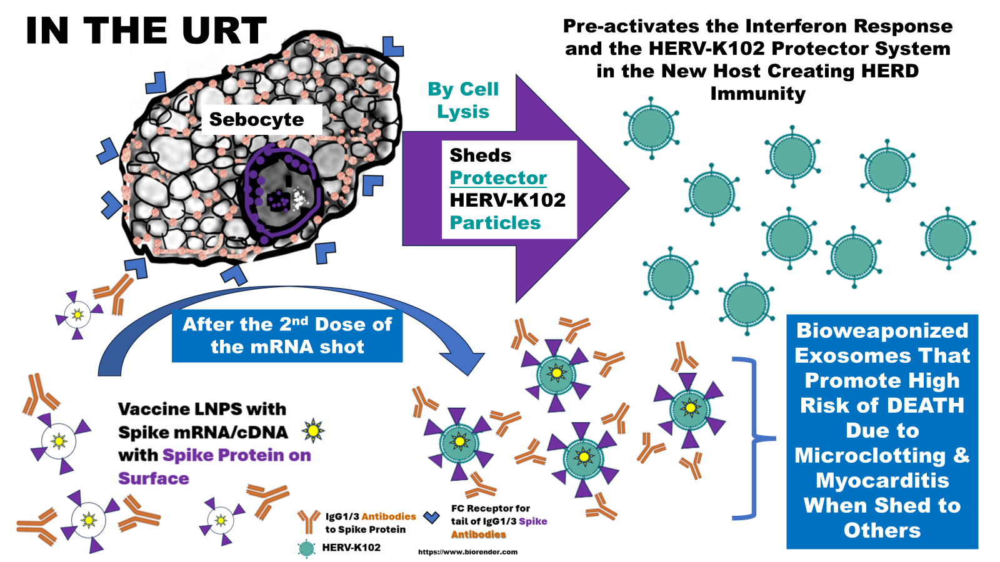 IN THE URT
Pre-activates the Interferon Response
and the HERV-K102 Protector System
in the New Host Creating HERD
Immunity
By Cell
Lysis
Sebocyte
Sheds
Protector
HERV-K102
Particles
After the 2nd Dose of
the mRNA shot
Vaccine LNPS with
Spike mRNA/cDNA
with Spike Protein on
Surface
Bioweaponized
Exosomes That
Promote High
Risk of DEATH
Due to
Microclotting &
Myocarditis
When Shed to
Others
IgG1/3 Antibodies
to Spike Protein
HERV-K102
FC Receptor for
tail of IgG1/3 Spike
Antibodies
https://www.biorender.com